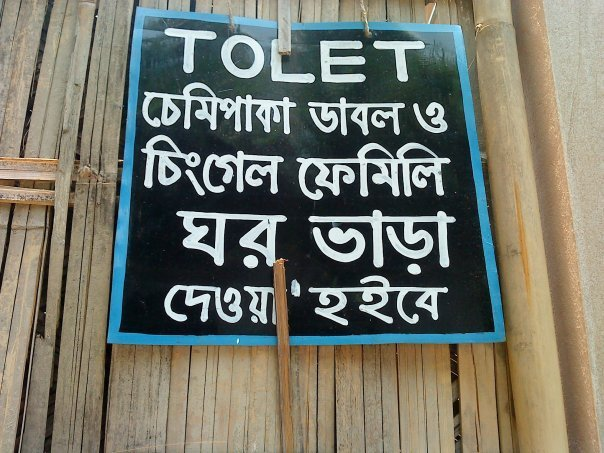 TOLET
চেমিপাকা ডাবল ও
চিংগেল ফেমিলি
ঘর ভাড়া
দেওয়া হইবে